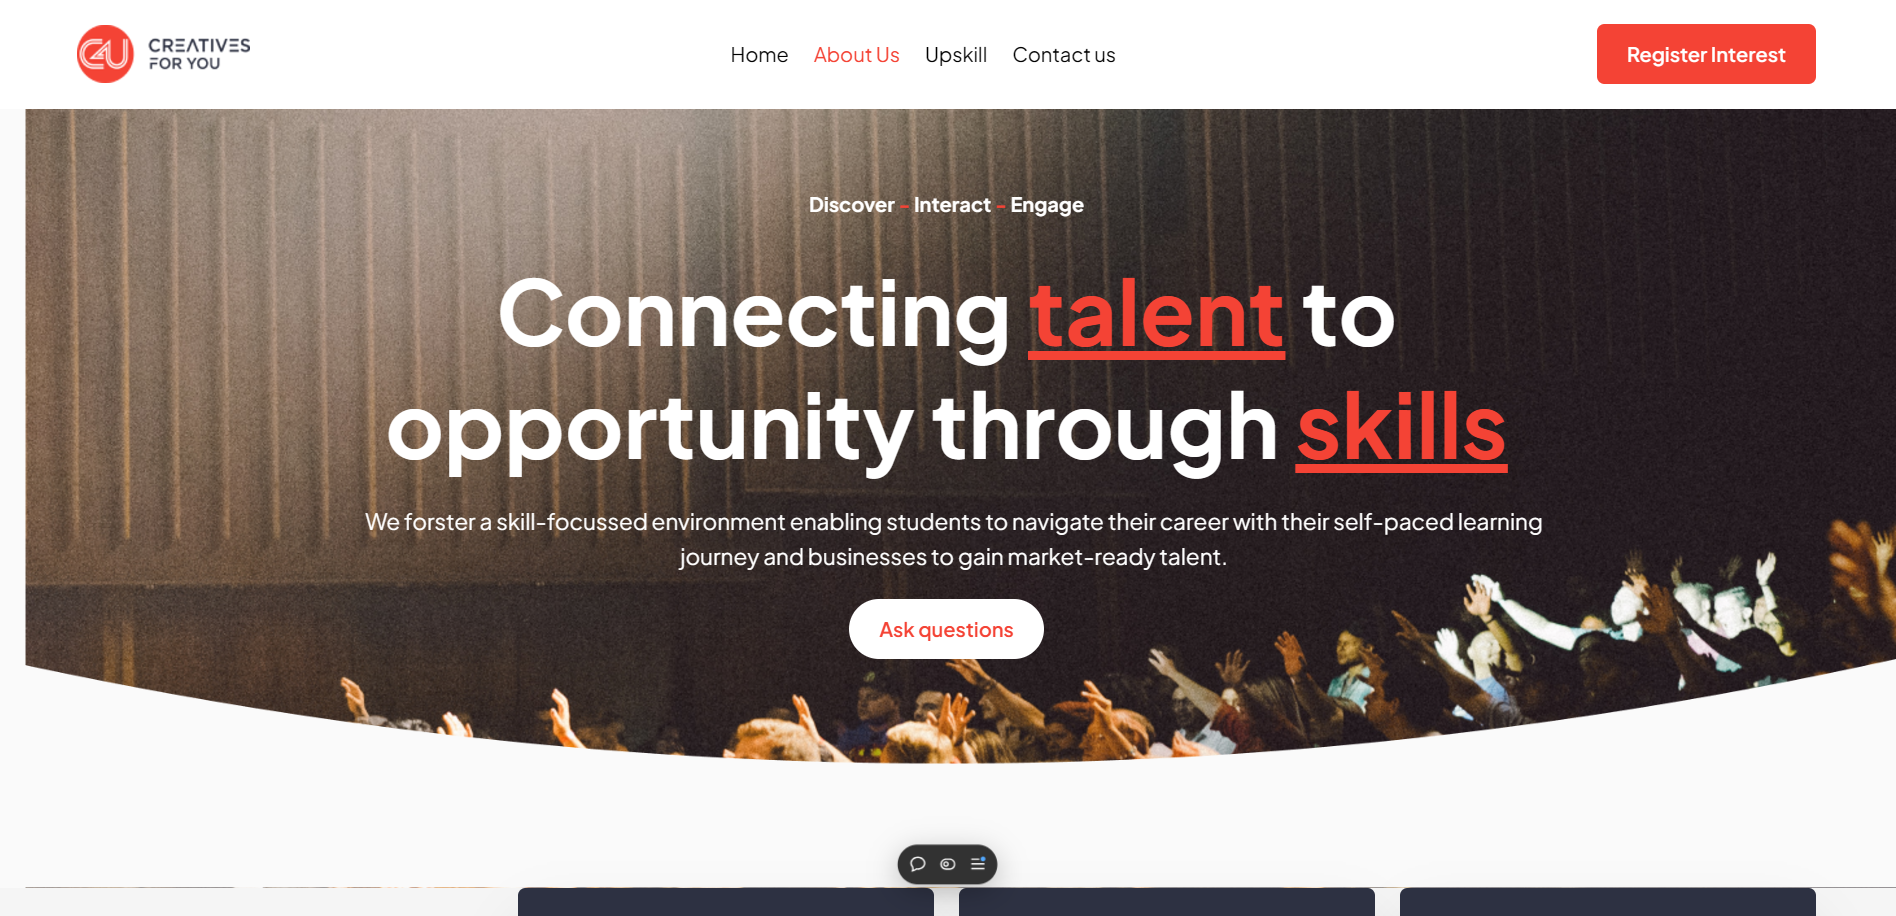 C4U CREATIVES
FOR YOU
Home About Us Upskill Contact us
Register Interest
Discover - Interact - Engage
Connecting talent to
opportunity through skills
We forster a skill-focussed environment enabling students to navigate their career with their self-paced learning
journey and businesses to gain market-ready talent.
Ask questions